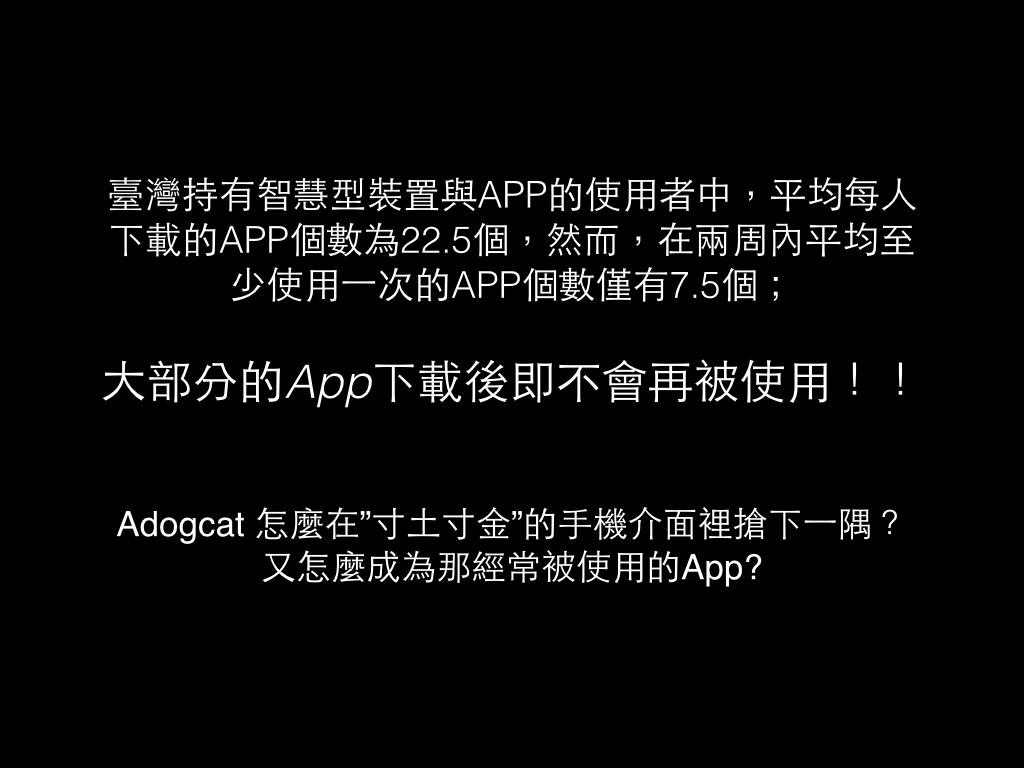 臺灣持有智慧型裝置與APP的使用者中，平均每人
下載的APP個數為22.5個，然而，在兩周內平均至
少使用一次的APP個數僅有7.5個；
大部分的App下載後即不會再被使用！！
Adogcat 怎麼在”寸土寸金”的手機介面裡搶下一隅？
又怎麼成為那經常被使用的App?